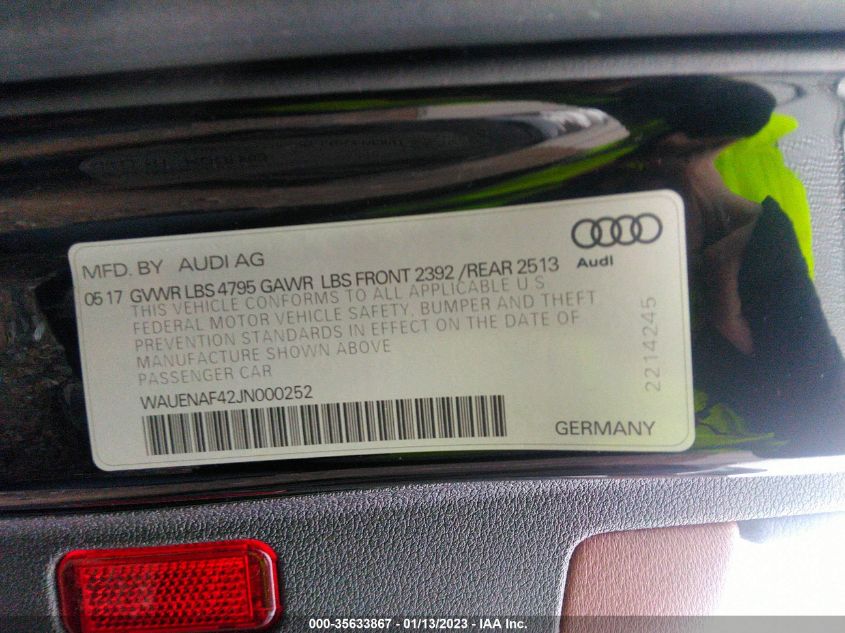 MFD. BY AUDI AG
Audi
05 17 GVWR LBS 4795 GAWR LBS FRONT 2392 / REAR 2513
THIS VEHICLE CONFORMS TO ALL APPLICABLE U S
FEDERAL MOTOR VEHICLE SAFETY, BUMPER AND THEFT
PREVENTION STANDARDS IN EFFECT ON THE DATE OF
MANUFACTURE SHOWN ABOVE
PASSENGER CAR
WAUENAF42JN000252
GERMANY
2214245
000-35633867 - 01/13/2023 - IAA Inc.